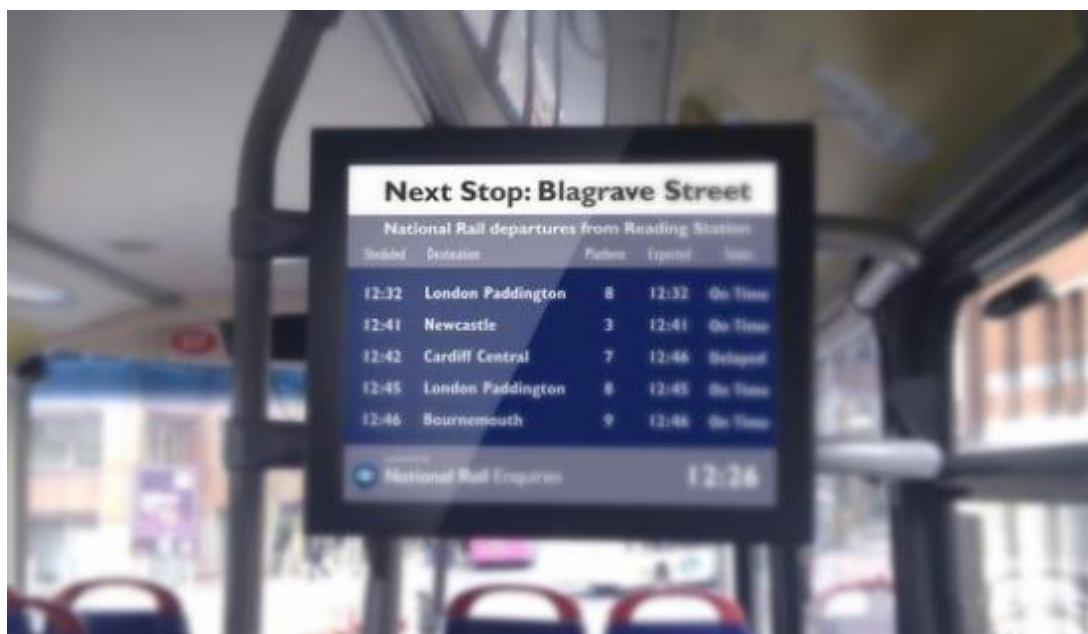 Next Stop: Blagrave Street
National Rail departures from Reading Station
Scheduled Destination Platform Expected Status
12:32 London Paddington 8 12:32 On Time
12:41 Newcastle 3 12:41 On Time
12:42 Cardiff Central 7 12:46 Delayed
12:45 London Paddington 8 12:45 On Time
12:46 Bournemouth 9 12:46 On Time
National Rail Enquiries 12:26